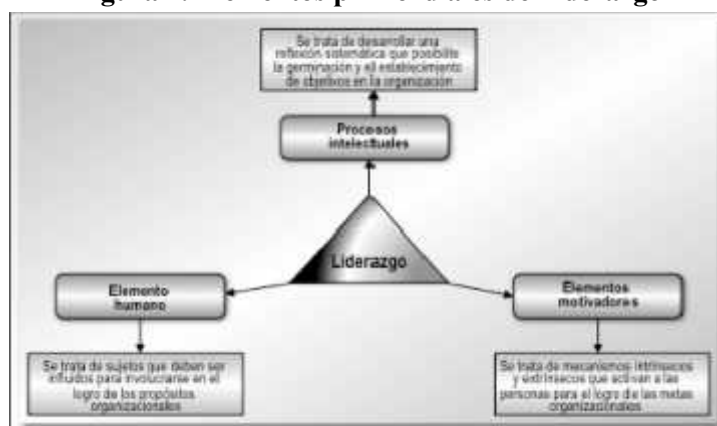 Se trata de desarrollar una
reflexión sistemática que posibilite
la germinación y el establecimiento
de objetivos en la organización
Procesos
intelectuales
Liderazgo
Elemento
humano
Elementos
motivadores
Se trata de sujetos que deben ser
influidos para involucrarse en el
logro de los propósitos
organizacionales
Se trata de mecanismos intrínsecos
y extrínsecos que activan a las
personas para el logro de las metas
organizacionales